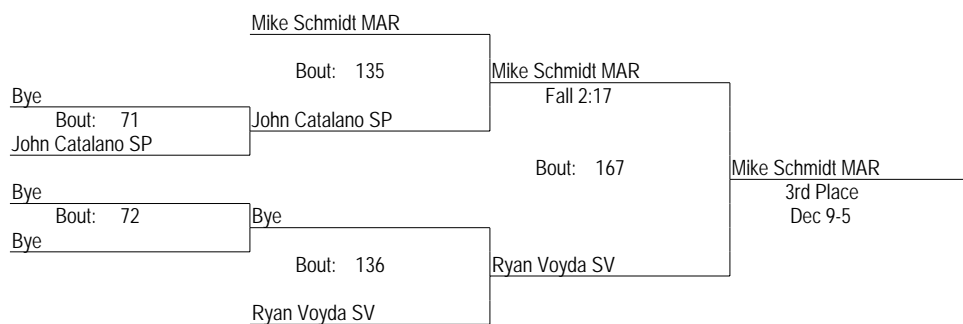 Mike Schmidt MAR
Bout: 135
Mike Schmidt MAR
Fall 2:17
Bye
Bout: 71
John Catalano SP
John Catalano SP
Bout: 167
Mike Schmidt MAR
3rd Place
Dec 9-5
Bye
Bout: 72
Bye
Bye
Bout: 136
Ryan Voyda SV
Ryan Voyda SV